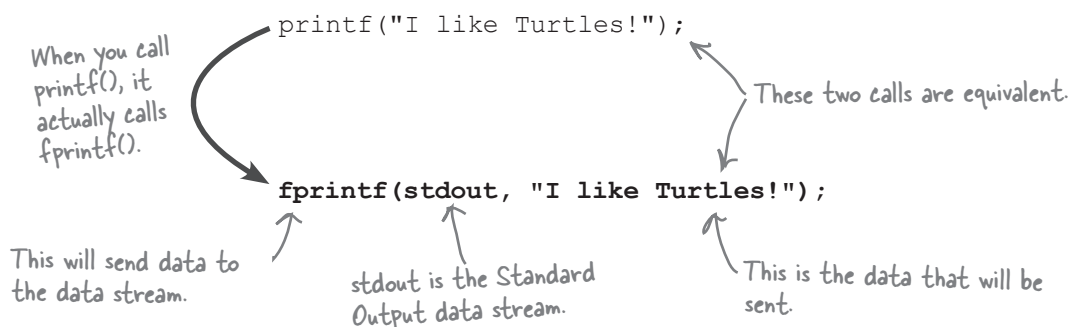 printf("I like Turtles!");
When you call
printf(), it
actually calls
fprintf().
These two calls are equivalent.
fprintf(stdout, "I like Turtles!");
This will send data to
the data stream.
stdout is the Standard
Output data stream.
This is the data that will be
sent.